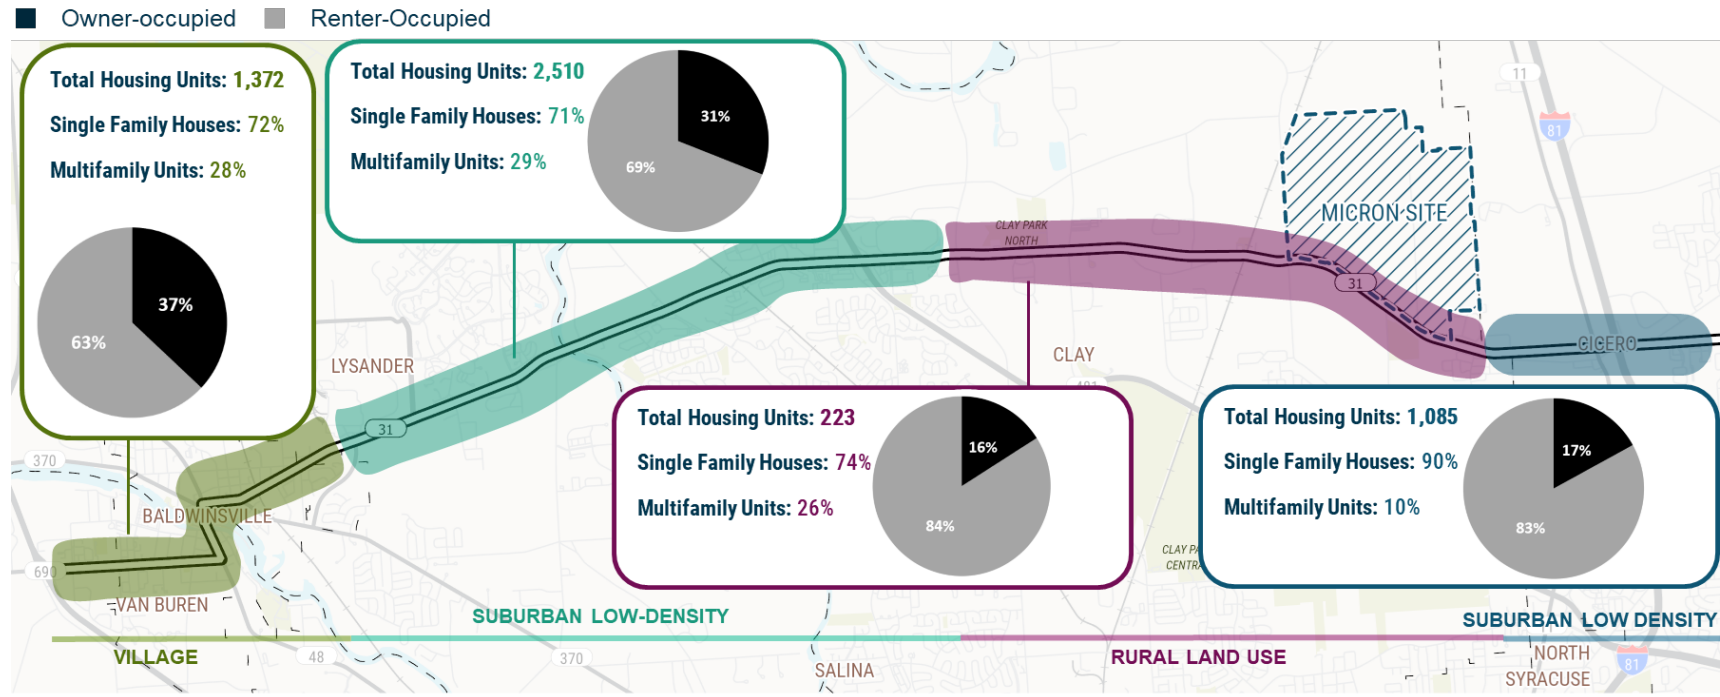 Owner-occupied Renter-Occupied
Total Housing Units: 1,372
Single Family Houses: 72%
Multifamily Units: 28%
37%
63%
Total Housing Units: 2,510
Single Family Houses: 71%
Multifamily Units: 29%
31%
69%
11
81
MICRON SITE
CLAY PARK
NORTH
31
CICERO
LYSANDER
CLAY
31
Total Housing Units: 223
Single Family Houses: 74%
Multifamily Units: 26%
16%
84%
Total Housing Units: 1,085
Single Family Houses: 90%
Multifamily Units: 10%
17%
83%
370
BALDWINSVILLE
690
VAN BUREN
SUBURBAN LOW-DENSITY
SUBURBAN LOW DENSITY
VILLAGE
48
370
SALINA
RURAL LAND USE
NORTH
SYRACUSE
81